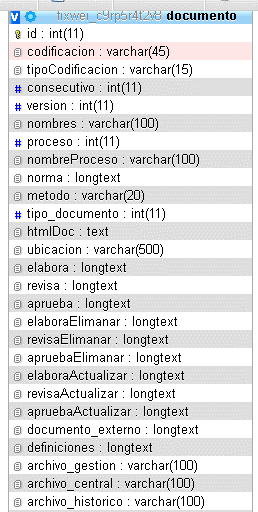 fixwei_c9rp5r4t2v8 documento
id : int(11)
codificacion : varchar(45)
tipoCodificacion : varchar(15)
consecutivo : int(11)
version : int(11)
nombres : varchar(100)
proceso : int(11)
nombreProceso : varchar(100)
norma : longtext
metodo : varchar(20)
tipo_documento : int(11)
htmlDoc : text
ubicacion : varchar(500)
elabora : longtext
revisa : longtext
aprueba : longtext
elaboraElimanar : longtext
revisaElimanar : longtext
apruebaElimanar : longtext
elaboraActualizar : longtext
revisaActualizar : longtext
apruebaActualizar : longtext
documento_externo : longtext
definiciones : longtext
archivo_gestion : varchar(100)
archivo_central : varchar(100)
archivo_historico : varchar(100)